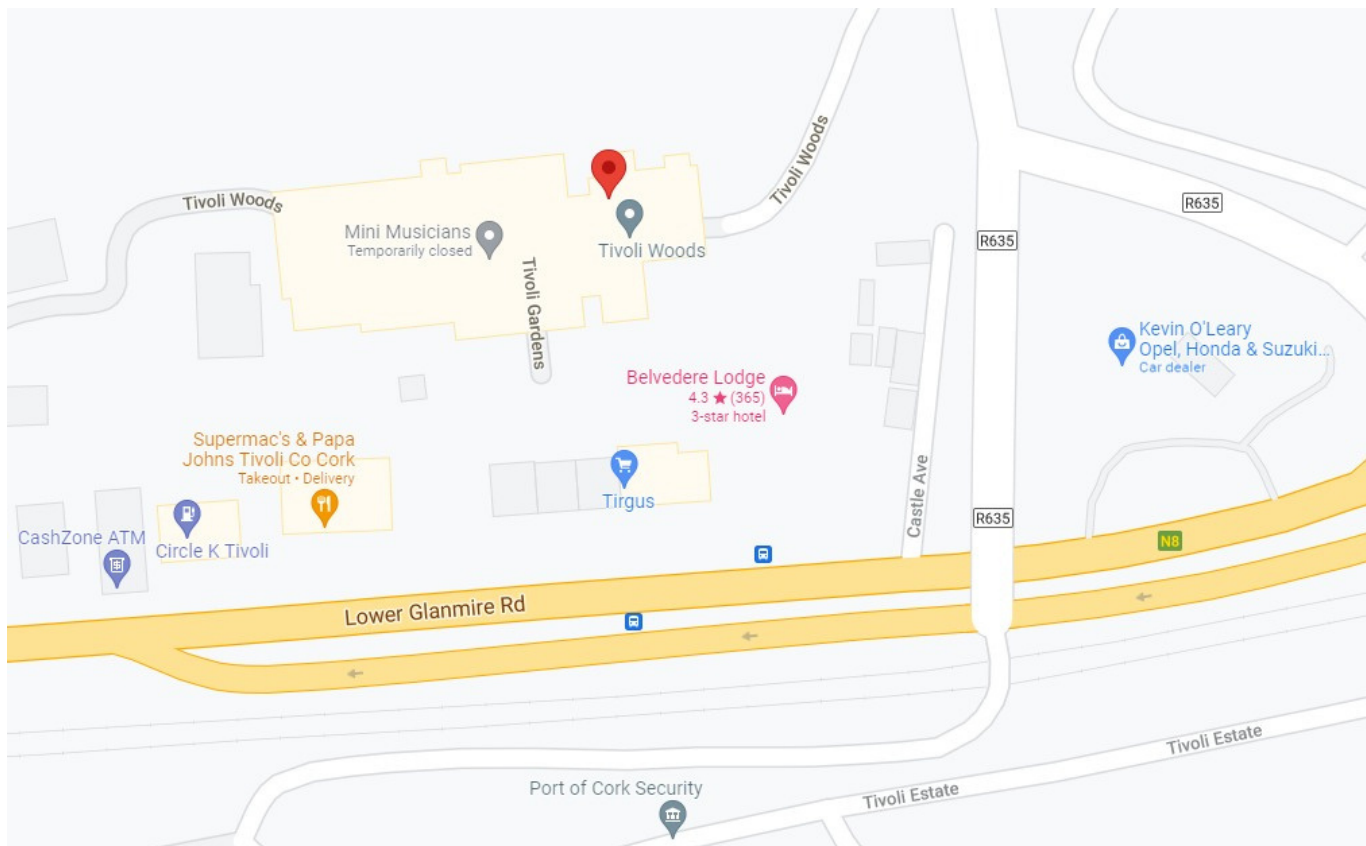 Tivoli Woods
Tivoli Woods
R635
R635
Mini Musicians
Temporarily closed
Tivoli Woods
Tivoli Gardens
Kevin O'Leary
Opel, Honda & Suzuki...
Car dealer
Belvedere Lodge
4.3 ★ (365)
3-star hotel
Supermac's & Papa
Johns Tivoli Co Cork
Takeout • Delivery
Tirgus
Castle Ave
R635
CashZone ATM
Circle K Tivoli
N8
Lower Glanmire Rd
Tivoli Estate
Tivoli Estate
Port of Cork Security